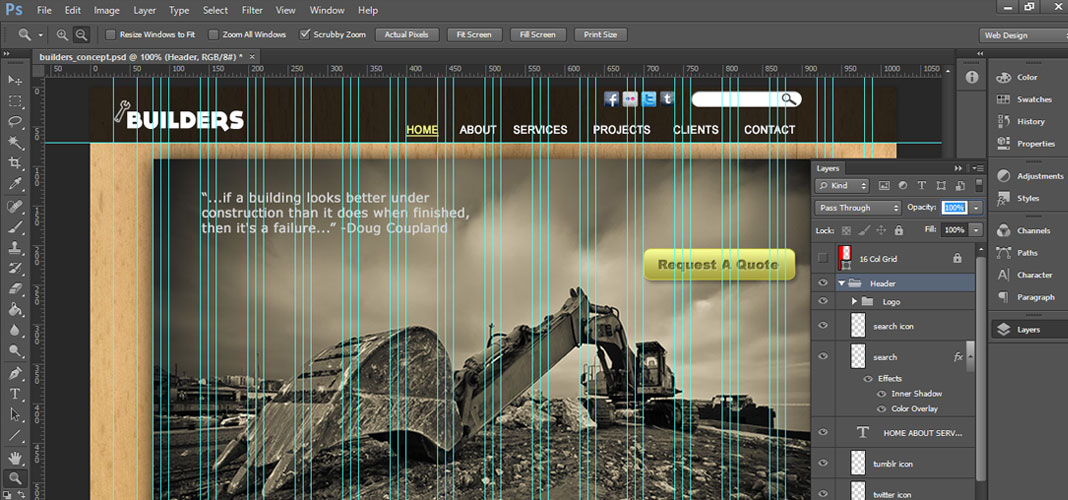 Ps File Edit Image Layer Type Select Filter View Window Help
Resize Windows to Fit Zoom All Windows Scrubby Zoom Actual Pixels Fit Screen Fill Screen Print Size Web Design
builders_concept.psd @ 100% (Header, RGB/8#) * ×
50 0 50 100 150 200 250 300 350 400 450 500 550 600 650 700 750 800 850 900 950 1000 1050
BUILDERS
f t t
HOME ABOUT SERVICES PROJECTS CLIENTS CONTACT
“...if a building looks better under
construction than it does when finished,
then it's a failure...” -Doug Coupland
Request A Quote
Layers
Kind
Pass Through Opacity: 100%
Lock: Fill: 100%
16 Col Grid
Header
Logo
search icon
search fx
Effects
Inner Shadow
Color Overlay
T HOME ABOUT SERV...
tumblr icon
twitter icon
Color
Swatches
History
Properties
Adjustments
Styles
Channels
Paths
Character
Paragraph
Layers